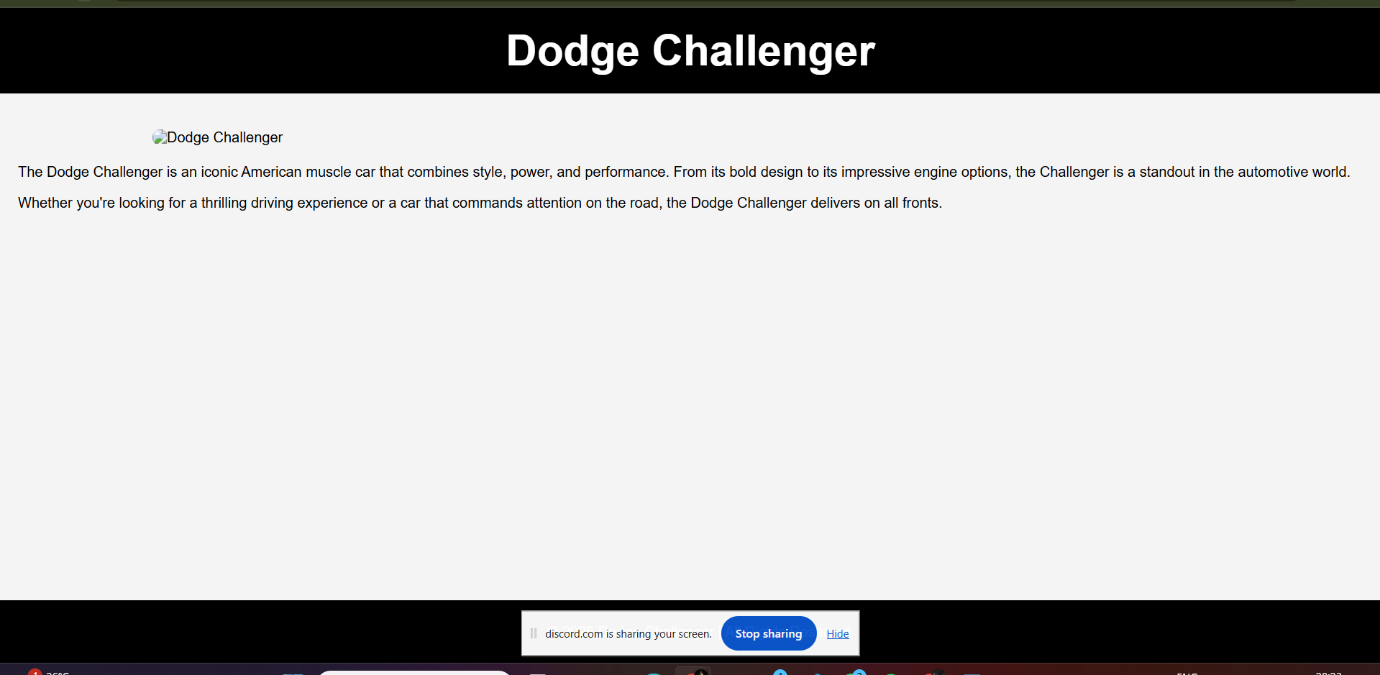 Dodge Challenger
Dodge Challenger
The Dodge Challenger is an iconic American muscle car that combines style, power, and performance. From its bold design to its impressive engine options, the Challenger is a standout in the automotive world.
Whether you're looking for a thrilling driving experience or a car that commands attention on the road, the Dodge Challenger delivers on all fronts.
discord.com is sharing your screen. Stop sharing Hide